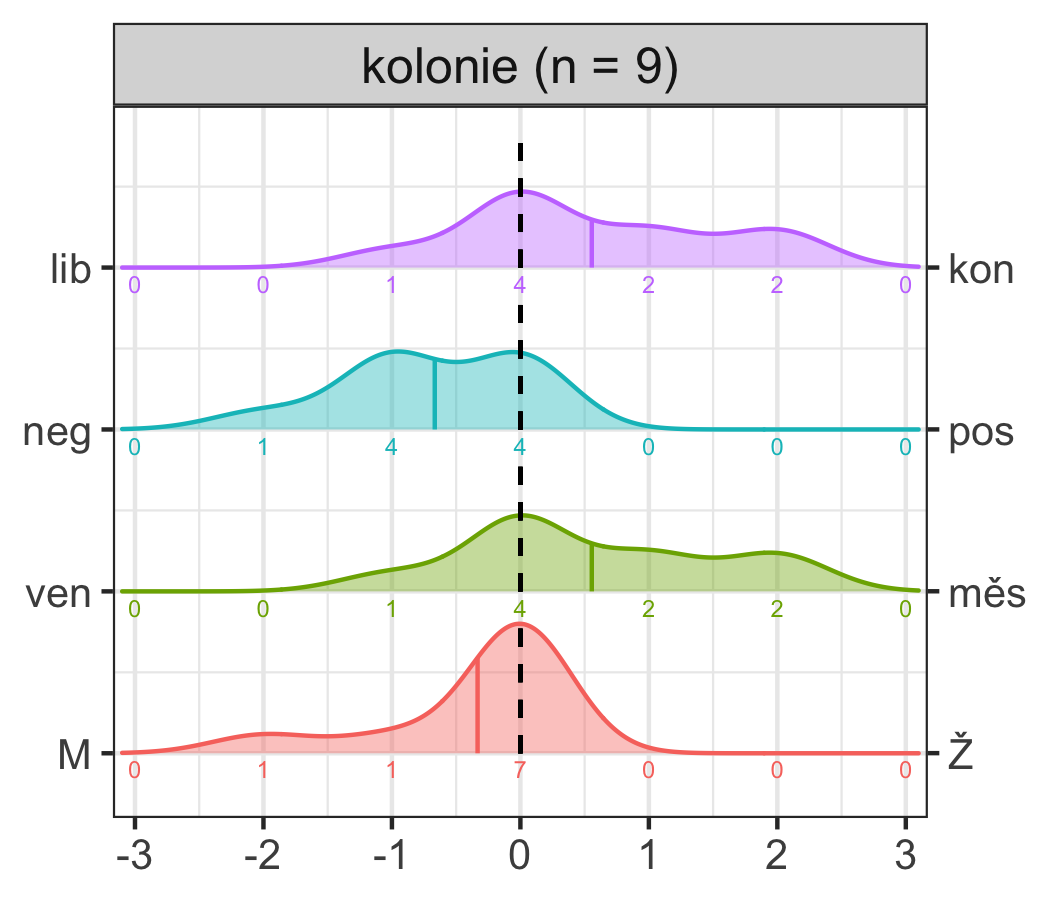 kolonie (n = 9)
lib kon
0 0 1 4 2 2 0
neg pos
0 1 4 4 0 0 0
ven měs
0 0 1 4 2 2 0
M Ž
0 1 1 7 0 0 0
-3 -2 -1 0 1 2 3